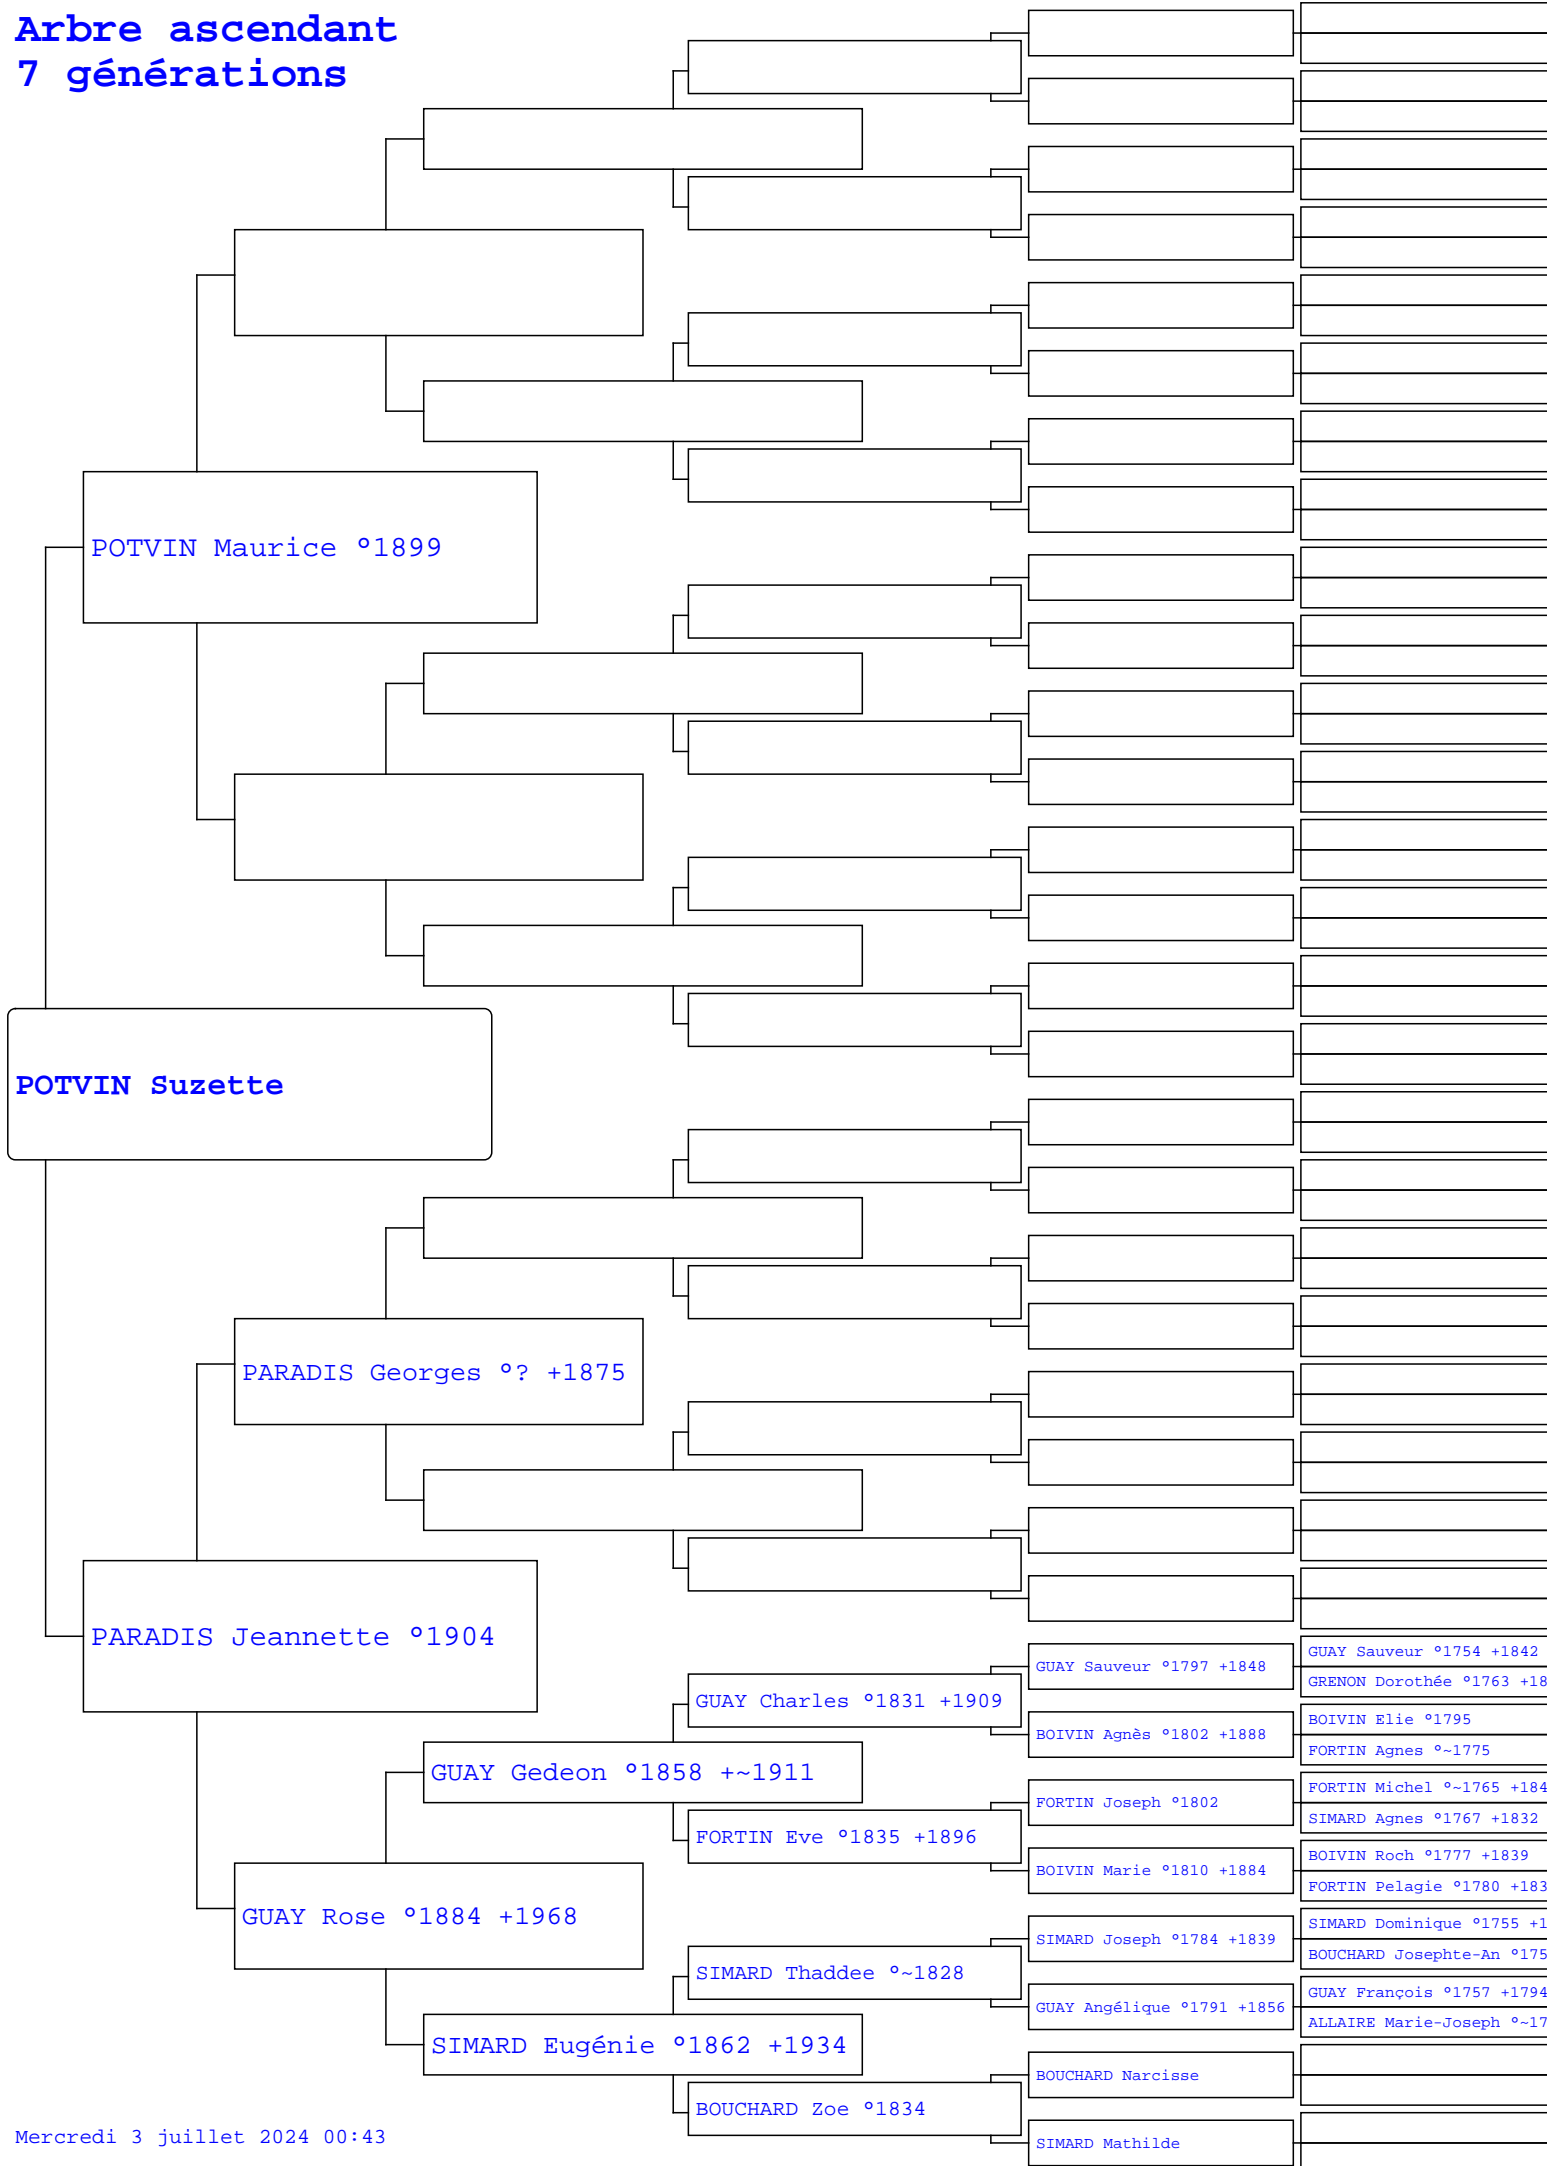 Arbre ascendant
7 générations
POTVIN Maurice °1899
POTVIN Suzette
PARADIS Georges °? +1875
PARADIS Jeannette °1904
GUAY Sauveur °1754 +1842
GUAY Sauveur °1797 +1848
GRENON Dorothée °1763 +18
GUAY Charles °1831 +1909
BOIVIN Elie °1795
BOIVIN Agnès °1802 +1888
FORTIN Agnes °~1775
GUAY Gedeon °1858 +~1911
FORTIN Michel °~1765 +184
FORTIN Joseph °1802
SIMARD Agnes °1767 +1832
FORTIN Eve °1835 +1896
BOIVIN Roch °1777 +1839
BOIVIN Marie °1810 +1884
FORTIN Pelagie °1780 +183
GUAY Rose °1884 +1968
SIMARD Dominique °1755 +1
SIMARD Joseph °1784 +1839
BOUCHARD Josephte-An °175
SIMARD Thaddee °~1828
GUAY François °1757 +1794
GUAY Angélique °1791 +1856
ALLAIRE Marie-Joseph °~17
SIMARD Eugénie °1862 +1934
BOUCHARD Narcisse
BOUCHARD Zoe °1834
SIMARD Mathilde
Mercredi 3 juillet 2024 00:43